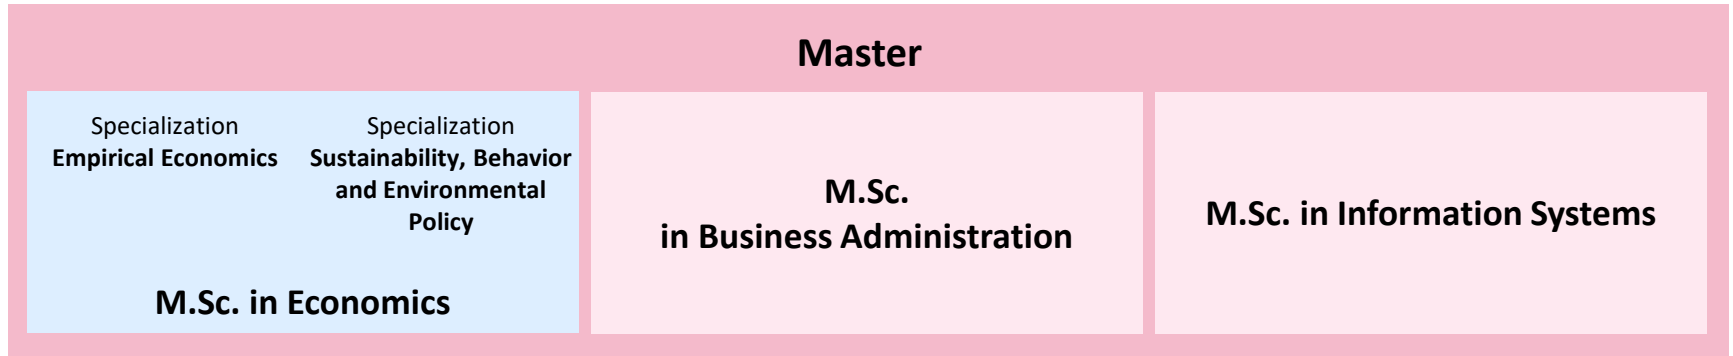 Master
Specialization
Empirical Economics
Specialization
Sustainability, Behavior
and Environmental
Policy
M.Sc. in Economics
M.Sc.
in Business Administration
M.Sc. in Information Systems